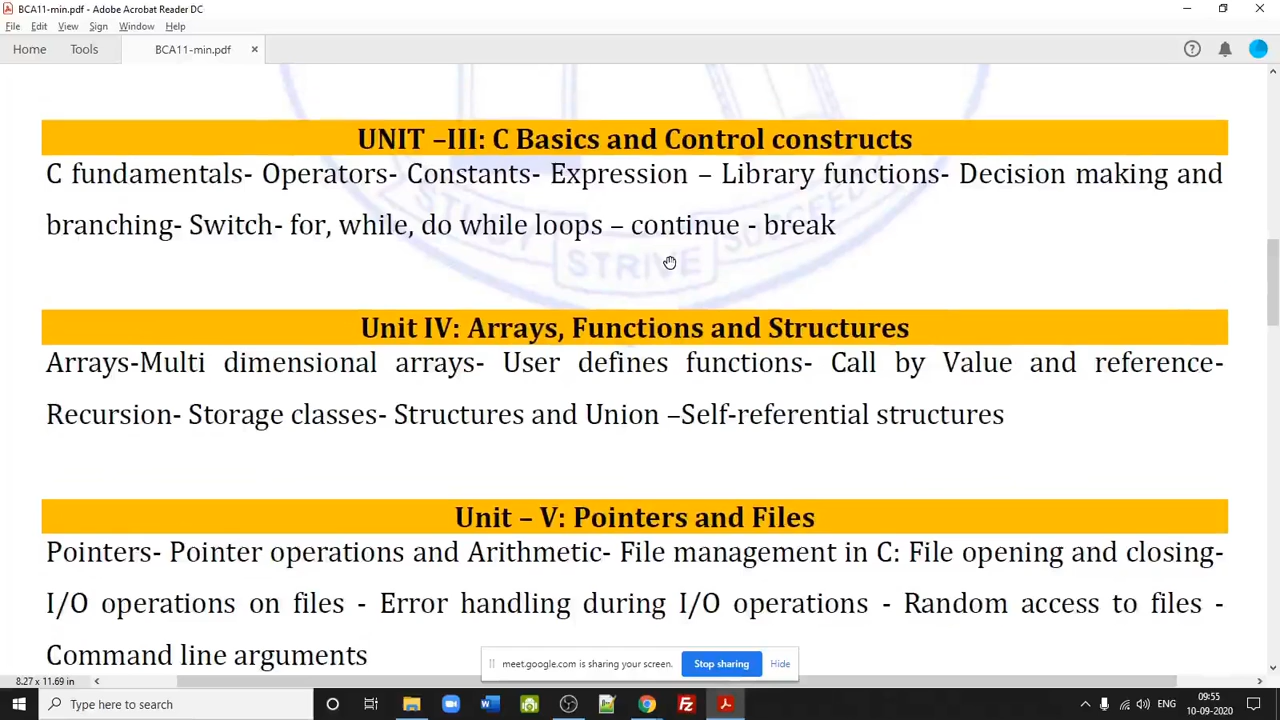 BCA11-min.pdf - Adobe Acrobat Reader DC
File Edit View Sign Window Help
Home Tools BCA11-min.pdf ×
UNIT –III: C Basics and Control constructs
C fundamentals- Operators- Constants- Expression – Library functions- Decision making and
branching- Switch- for, while, do while loops – continue - break
STUDY STRIVE SUCCEED
Unit IV: Arrays, Functions and Structures
Arrays-Multi dimensional arrays- User defines functions- Call by Value and reference-
Recursion- Storage classes- Structures and Union –Self-referential structures
Unit – V: Pointers and Files
Pointers- Pointer operations and Arithmetic- File management in C: File opening and closing-
I/O operations on files - Error handling during I/O operations - Random access to files -
Command line arguments
meet.google.com is sharing your screen. Stop sharing Hide
8.27 x 11.69 in
Type here to search
ENG
09:55
10-09-2020